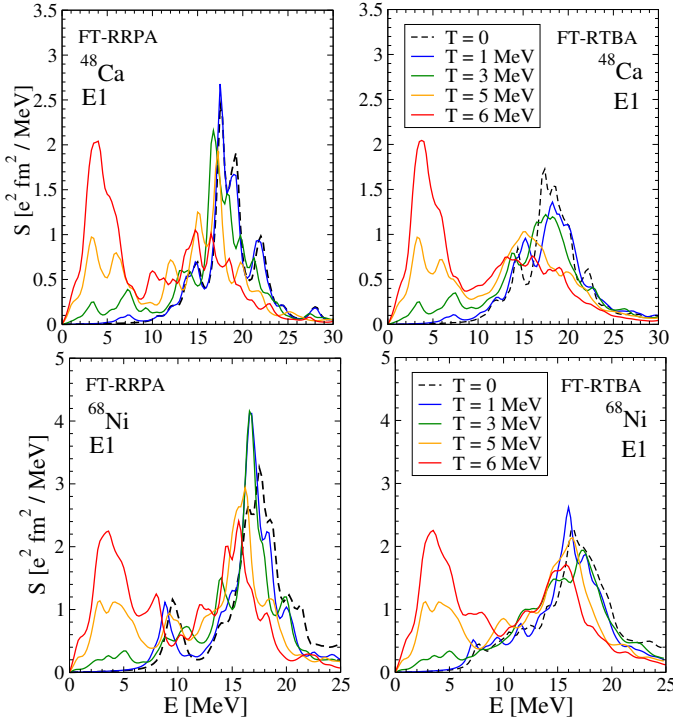 FT-RRPA
48Ca
E1
S [e2 fm2 / MeV]
0
0.5
1
1.5
2
2.5
3
3.5
0 5 10 15 20 25 30
T = 0
T = 1 MeV
T = 3 MeV
T = 5 MeV
T = 6 MeV
FT-RTBA
48Ca
E1
0
0.5
1
1.5
2
2.5
3
3.5
0 5 10 15 20 25 30
FT-RRPA
68Ni
E1
S [e2 fm2 / MeV]
0
1
2
3
4
5
0 5 10 15 20 25
E [MeV]
T = 0
T = 1 MeV
T = 3 MeV
T = 5 MeV
T = 6 MeV
FT-RTBA
68Ni
E1
0
1
2
3
4
5
0 5 10 15 20 25
E [MeV]